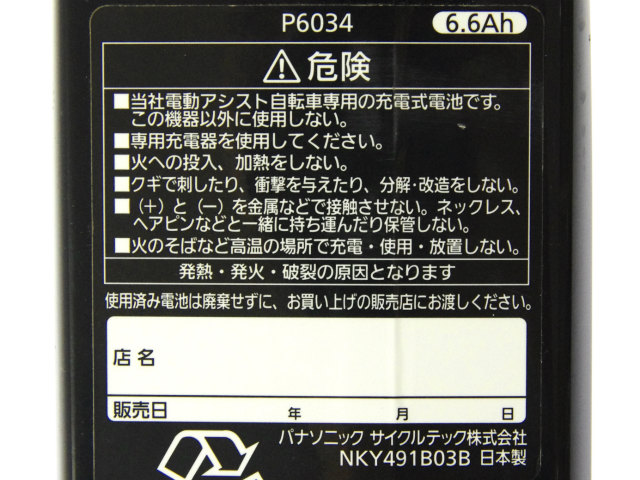 P6034 6.6Ah
危険
■当社電動アシスト自転車専用の充電式電池です。
この機器以外に使用しない。
■専用充電器を使用してください。
■火への投入、加熱をしない。
■クギで刺したり、衝撃を与えたり、分解・改造をしない。
■(+)と(-)を金属などで接触させない。ネックレス、
ヘアピンなどと一緒に持ち運んだり保管しない。
■火のそばなど高温の場所で充電・使用・放置しない。
発熱・発火・破裂の原因となります
使用済み電池は廃棄せずに、お買い上げの販売店にお渡しください。
店名
販売日 年 月 日
パナソニック サイクルテック株式会社
NKY491B03B 日本製